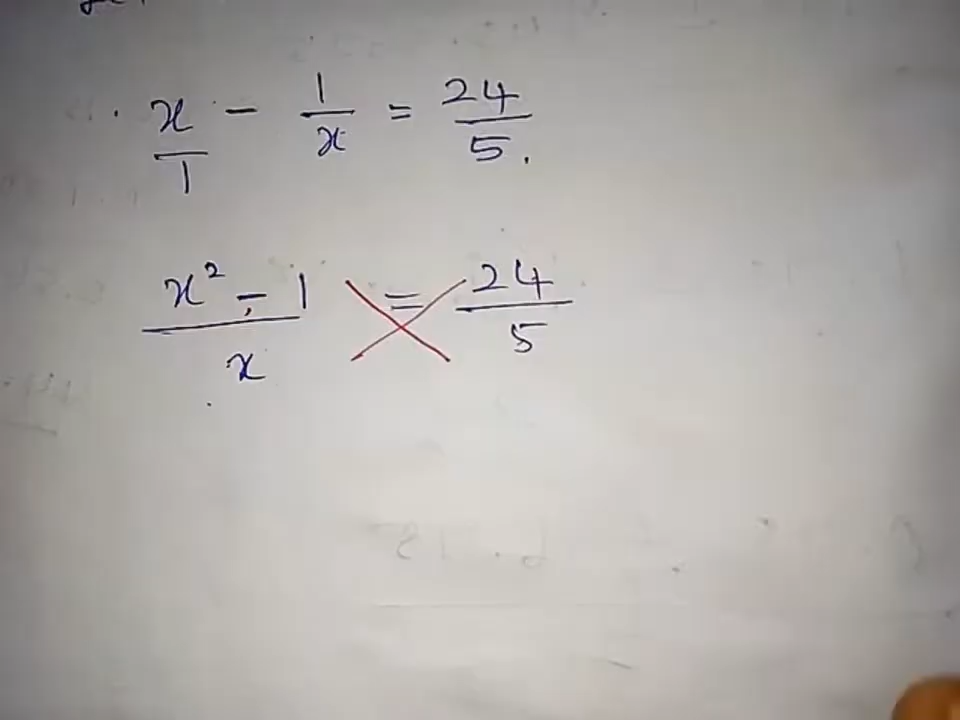 x/1 - 1/x = 24/5.
x² - 1/x = 24/5